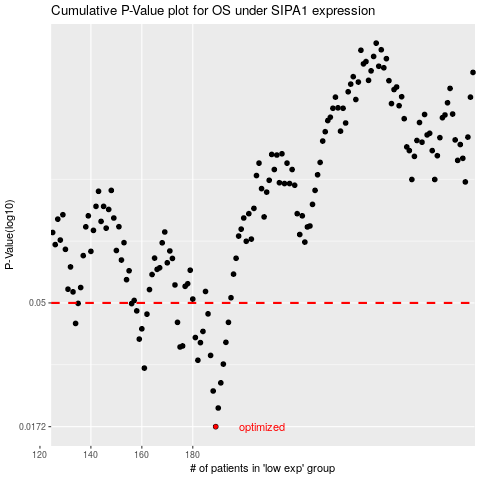 Cumulative P-Value plot for OS under SIPA1 expression
P-Value(log10)
0.05
0.0172
optimized
120 140 160 180
# of patients in 'low exp' group